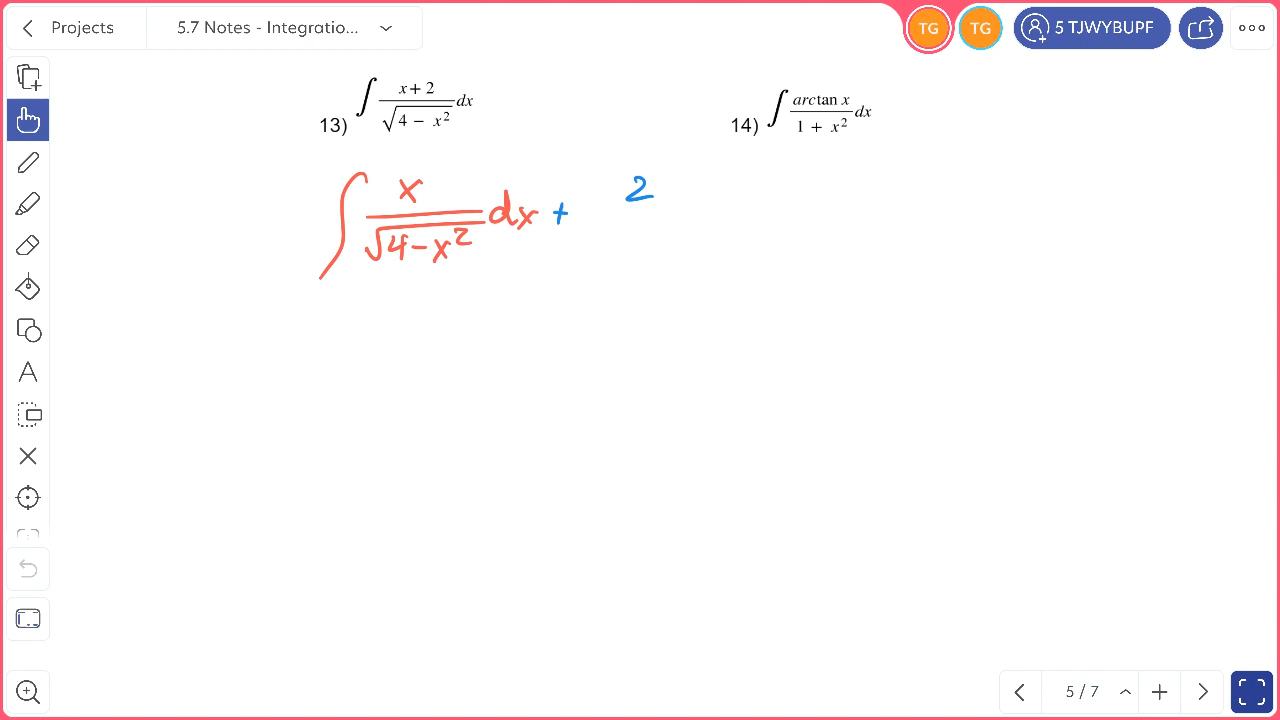 Projects
5.7 Notes - Integratio...
TG
TG
5 TJWYBUPF
13) ∫ x + 2 / √(4 − x²) dx
14) ∫ arctan x / 1 + x² dx
∫ x / √(4−x²) dx + 2
A
5 / 7